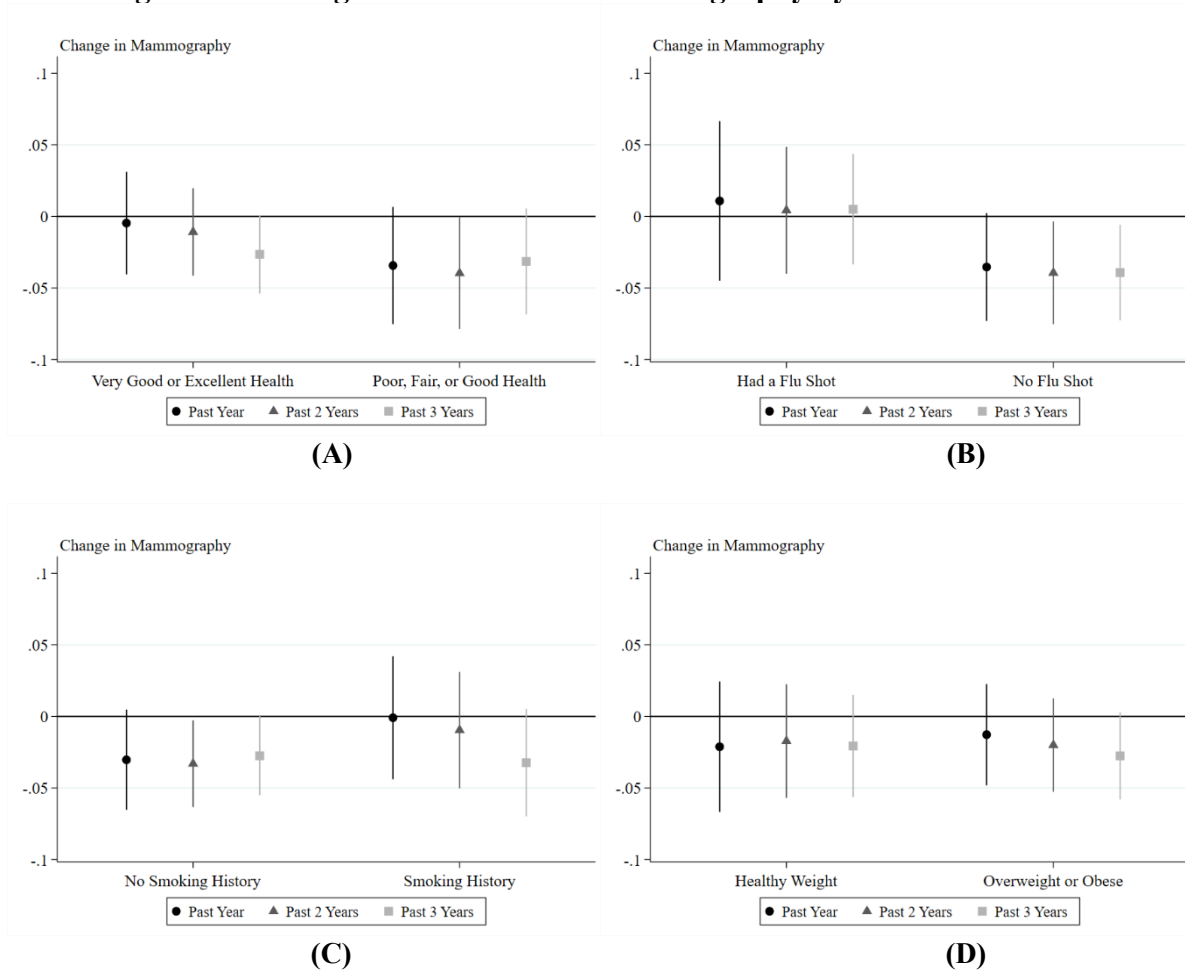 Change in Mammography
.1
.05
0
-.05
-.1
Very Good or Excellent Health Poor, Fair, or Good Health
Past Year Past 2 Years Past 3 Years
(A)
Change in Mammography
.1
.05
0
-.05
-.1
Had a Flu Shot No Flu Shot
Past Year Past 2 Years Past 3 Years
(B)
Change in Mammography
.1
.05
0
-.05
-.1
No Smoking History Smoking History
Past Year Past 2 Years Past 3 Years
(C)
Change in Mammography
.1
.05
0
-.05
-.1
Healthy Weight Overweight or Obese
Past Year Past 2 Years Past 3 Years
(D)